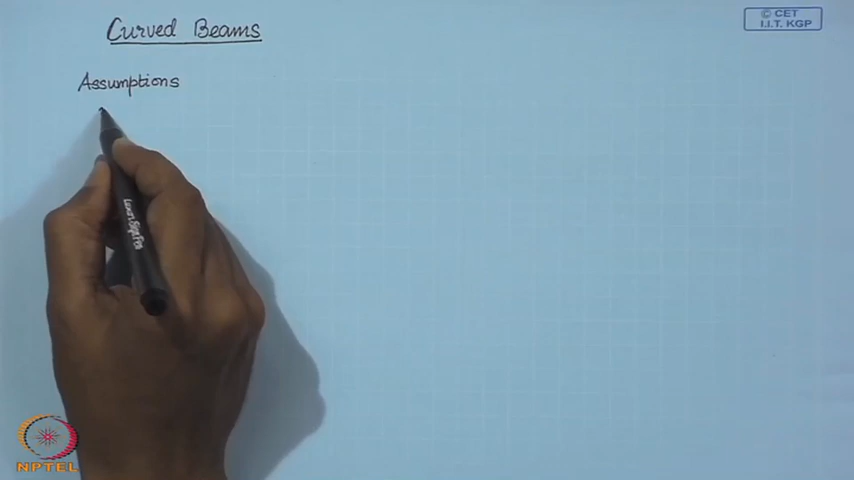 Curved Beams
© CET
I.I.T. KGP
Assumptions
NPTEL